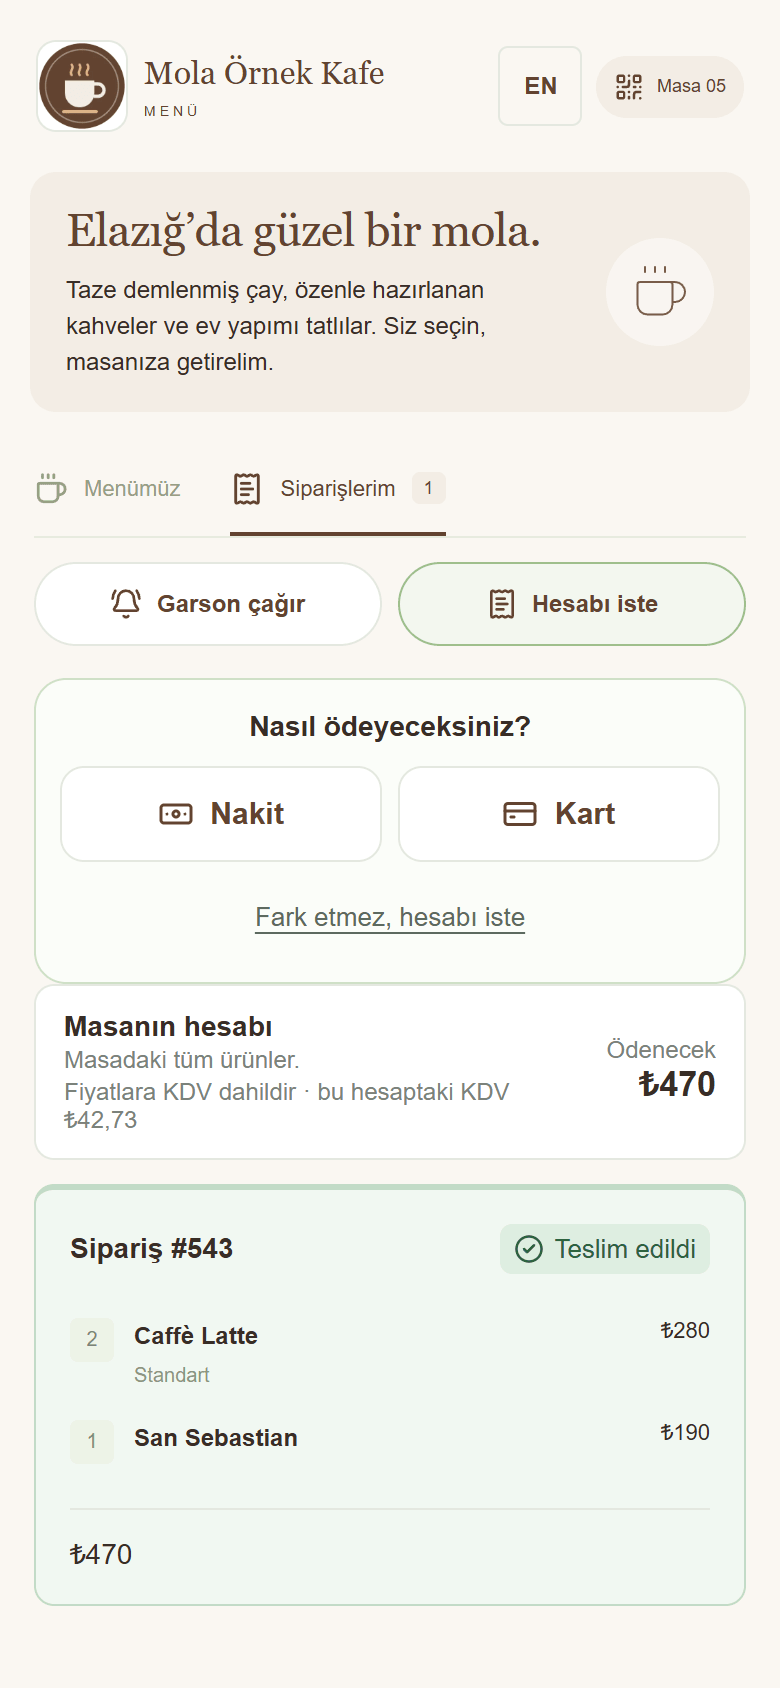 Mola Örnek Kafe
MENÜ
EN
Masa 05
Elazığ’da güzel bir mola.
Taze demlenmiş çay, özenle hazırlanan
kahveler ve ev yapımı tatlılar. Siz seçin,
masanıza getirelim.
Menümüz
Siparişlerim 1
Garson çağır
Hesabı iste
Nasıl ödeyeceksiniz?
Nakit
Kart
Fark etmez, hesabı iste
Masanın hesabı
Masadaki tüm ürünler.
Fiyatlara KDV dahildir · bu hesaptaki KDV
₺42,73
Ödenecek
₺470
Sipariş #543
Teslim edildi
2 Caffè Latte ₺280
Standart
1 San Sebastian ₺190
₺470